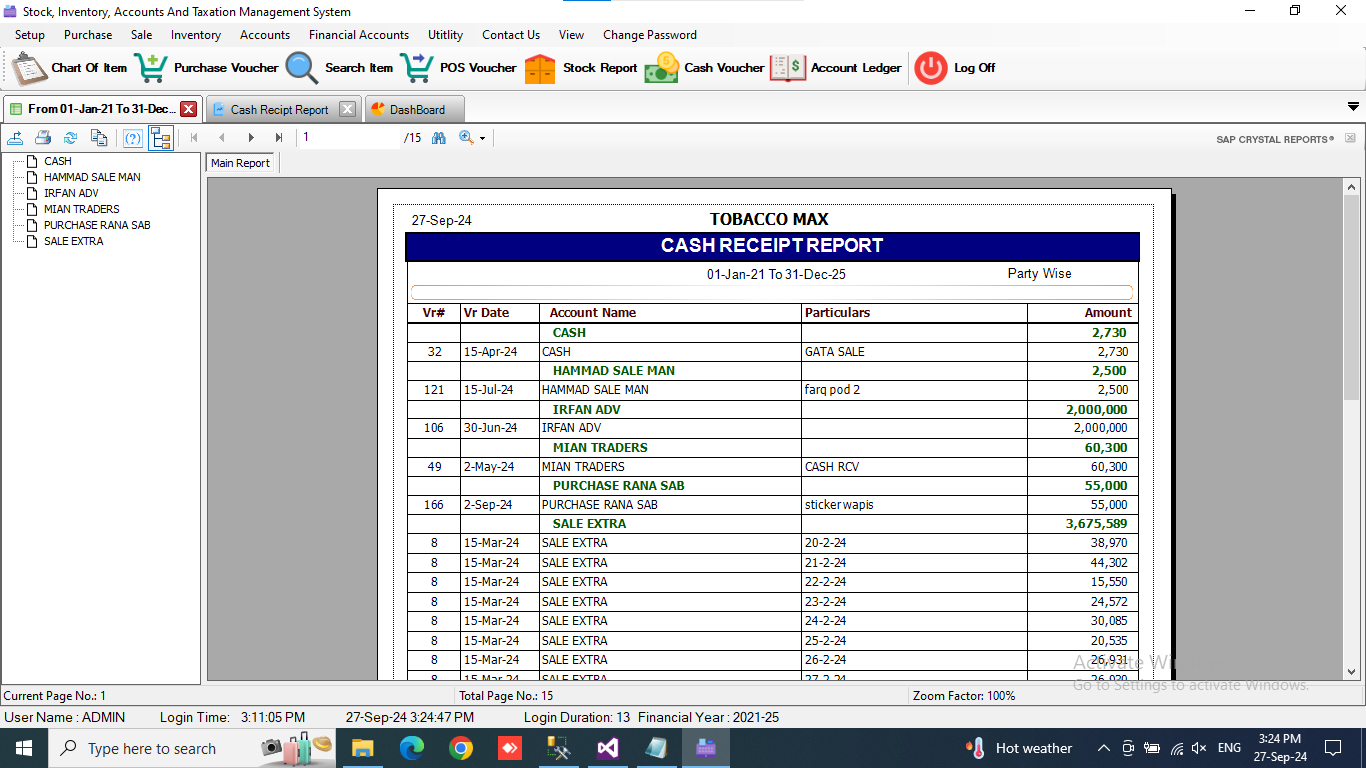 Stock, Inventory, Accounts And Taxation Management System
Setup Purchase Sale Inventory Accounts Financial Accounts Utitlity Contact Us View Change Password
Chart Of Item Purchase Voucher Search Item POS Voucher Stock Report Cash Voucher Account Ledger Log Off
From 01-Jan-21 To 31-Dec... Cash Recipt Report DashBoard
1 /15 SAP CRYSTAL REPORTS®
Main Report
CASH
HAMMAD SALE MAN
IRFAN ADV
MIAN TRADERS
PURCHASE RANA SAB
SALE EXTRA
27-Sep-24 TOBACCO MAX
CASH RECEIPT REPORT
01-Jan-21 To 31-Dec-25 Party Wise
Vr# Vr Date Account Name Particulars Amount
CASH 2,730
32 15-Apr-24 CASH GATA SALE 2,730
HAMMAD SALE MAN 2,500
121 15-Jul-24 HAMMAD SALE MAN farq pod 2 2,500
IRFAN ADV 2,000,000
106 30-Jun-24 IRFAN ADV 2,000,000
MIAN TRADERS 60,300
49 2-May-24 MIAN TRADERS CASH RCV 60,300
PURCHASE RANA SAB 55,000
166 2-Sep-24 PURCHASE RANA SAB sticker wapis 55,000
SALE EXTRA 3,675,589
8 15-Mar-24 SALE EXTRA 20-2-24 38,970
8 15-Mar-24 SALE EXTRA 21-2-24 44,302
8 15-Mar-24 SALE EXTRA 22-2-24 15,550
8 15-Mar-24 SALE EXTRA 23-2-24 24,572
8 15-Mar-24 SALE EXTRA 24-2-24 30,085
8 15-Mar-24 SALE EXTRA 25-2-24 20,535
8 15-Mar-24 SALE EXTRA 26-2-24 26,931
Activate Wi
Go to Settings to activate Windows.
Current Page No.: 1 Total Page No.: 15 Zoom Factor: 100%
User Name : ADMIN Login Time: 3:11:05 PM 27-Sep-24 3:24:47 PM Login Duration: 13 Financial Year : 2021-25
Type here to search Hot weather ENG 3:24 PM
27-Sep-24